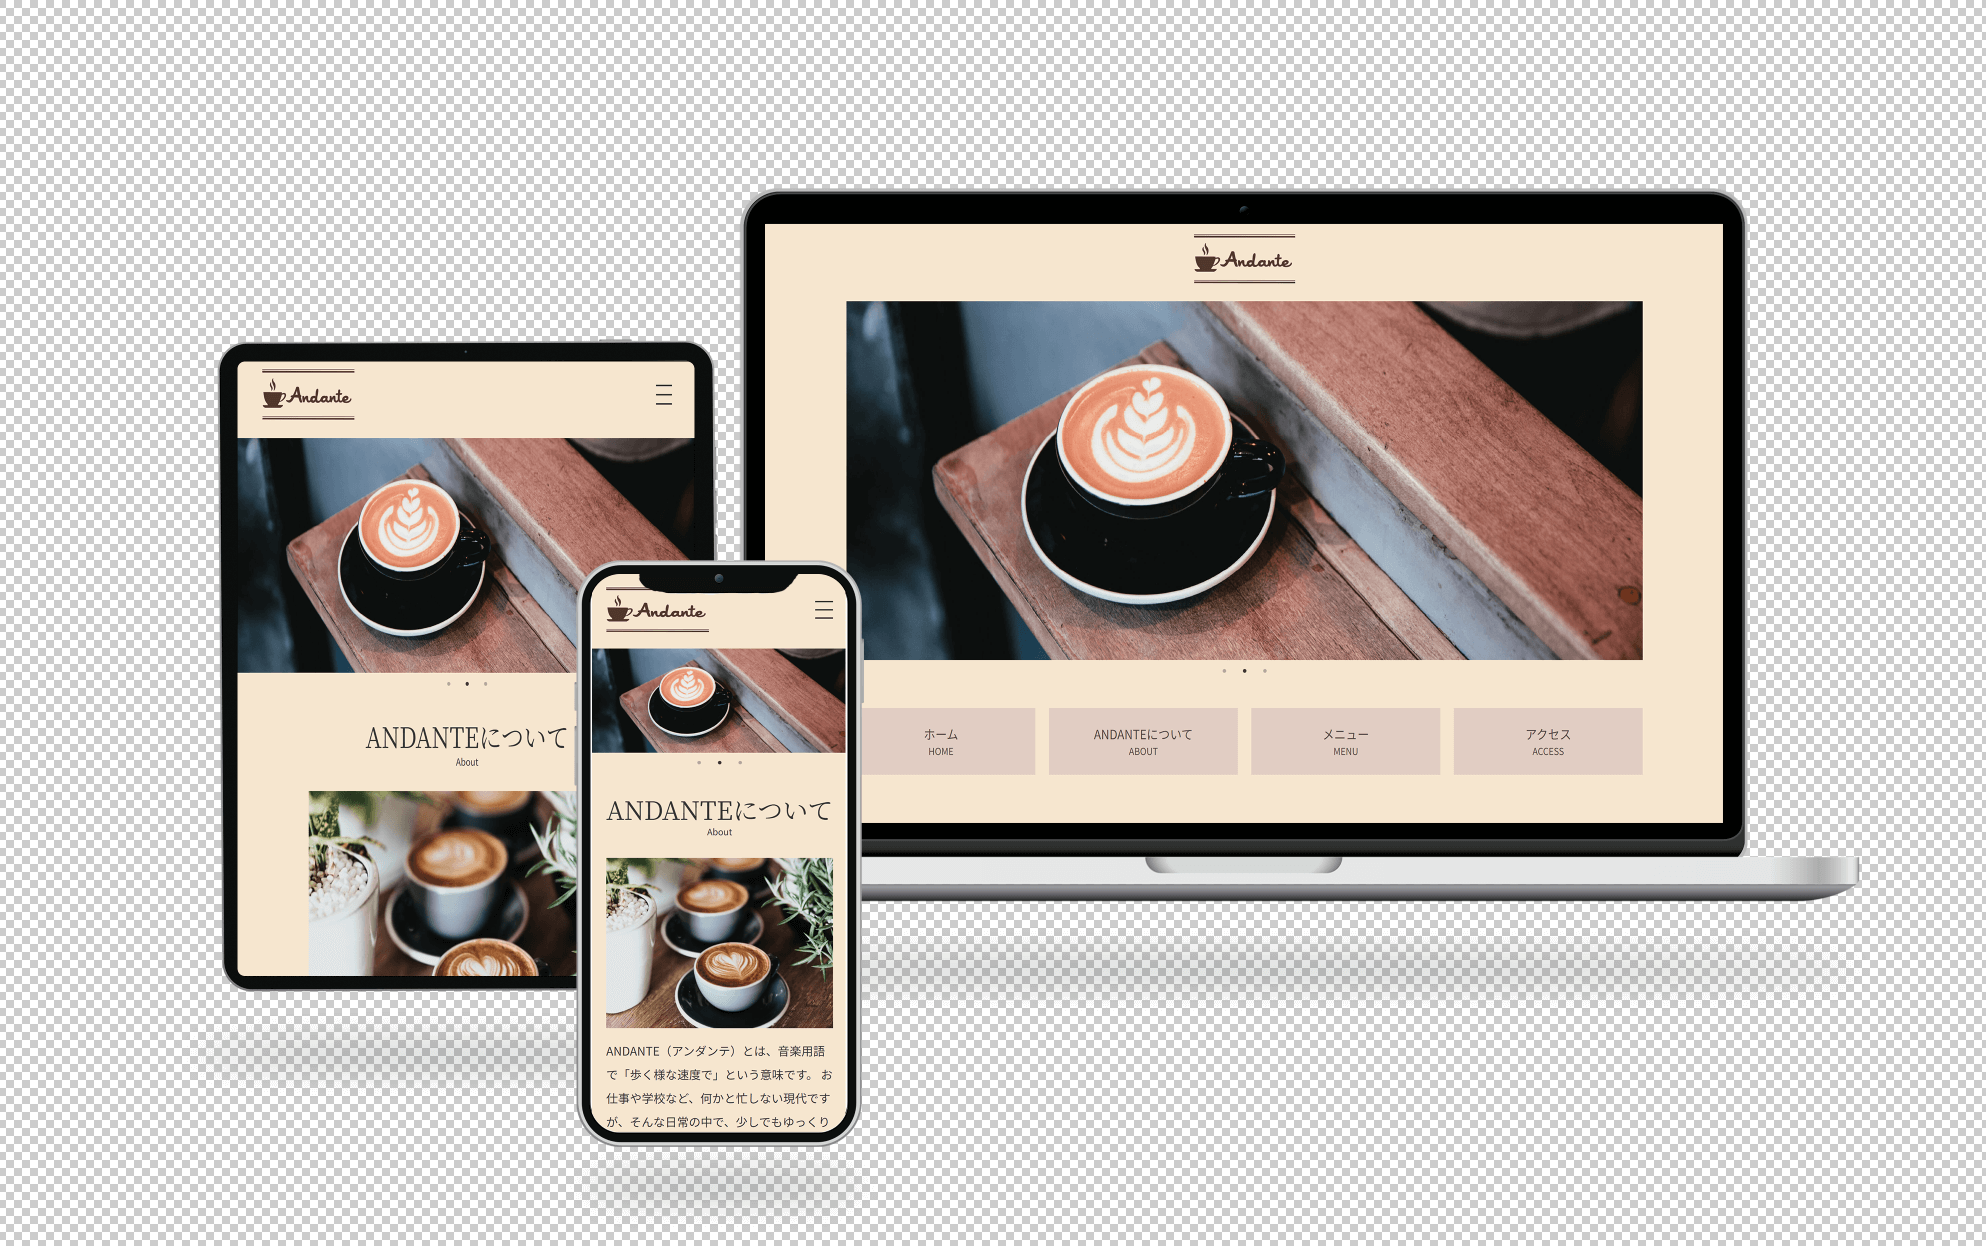 Andante
ANDANTEについて
About
Andante
ANDANTEについて
About
ANDANTE（アンダンテ）とは、音楽用語
で「歩く様な速度で」という意味です。 お
仕事や学校など、何かと忙しない現代です
が、そんな日常の中で、少しでもゆっくり
Andante
ホーム
HOME
ANDANTEについて
ABOUT
メニュー
MENU
アクセス
ACCESS